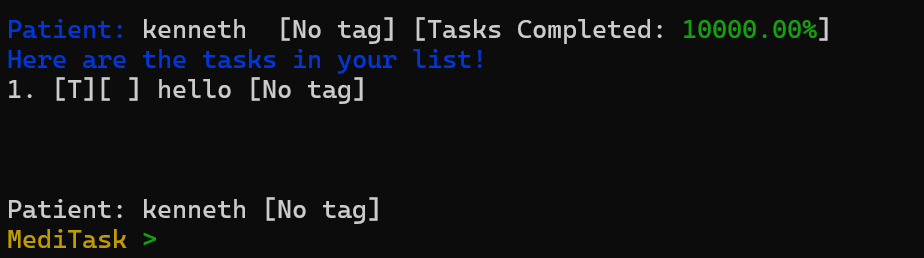 Patient: kenneth  [No tag] [Tasks Completed: 10000.00%]
Here are the tasks in your list!
1. [T][ ] hello [No tag]
Patient: kenneth [No tag]
MediTask >